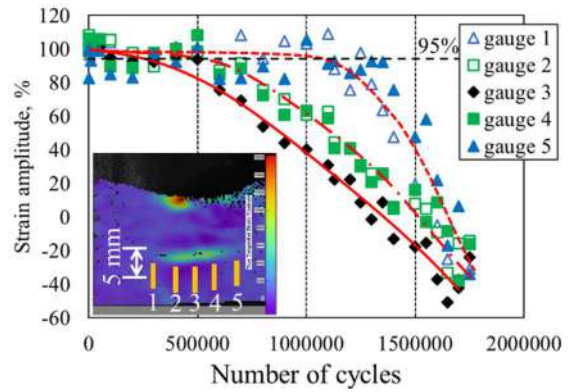 120
100
80
60
40
20
0
-20
-40
-60
Strain amplitude, %
95%
gauge 1
gauge 2
gauge 3
gauge 4
gauge 5
5 mm
1 2 3 4 5
0 500000 1000000 1500000 2000000
Number of cycles